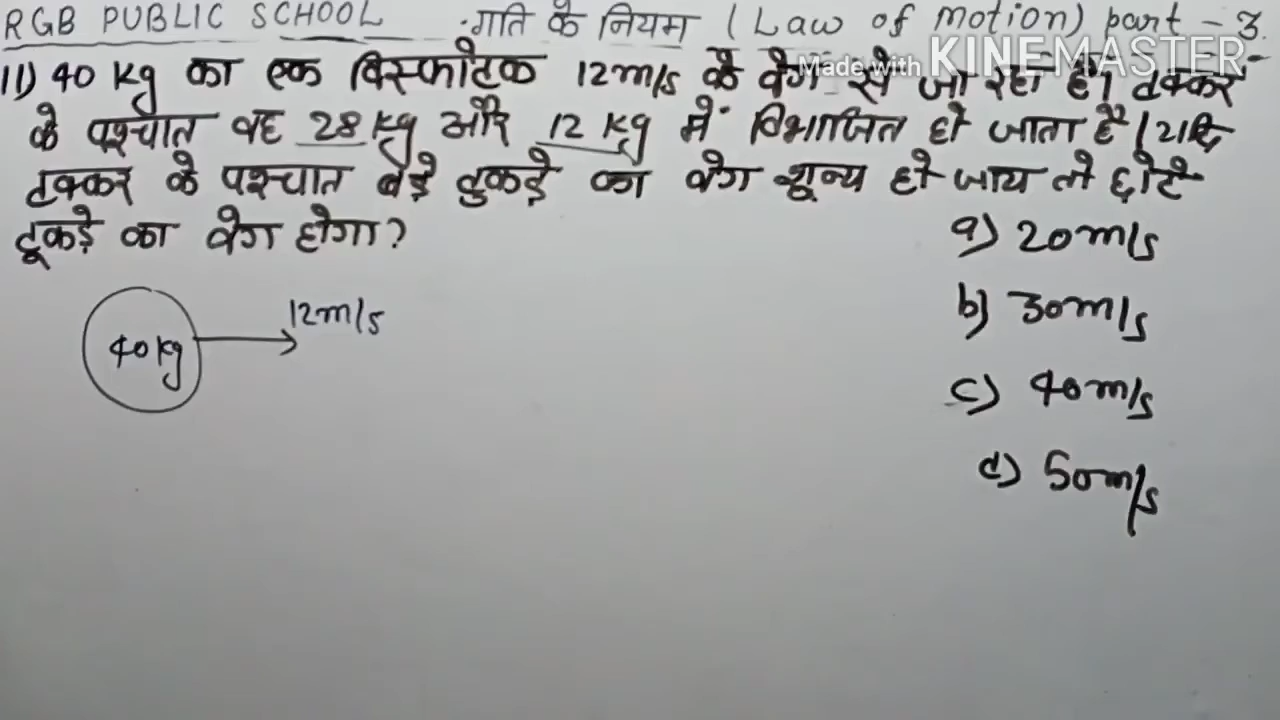 RGB PUBLIC SCHOOL गति के नियम (Law of motion) part - 3.
Made with KINEMASTER
11) 40 kg का एक विस्फोटक 12m/s के वेग से जा रहा है। टक्कर
के पश्चात वह 28 kg और 12 kg में विभाजित हो जाता है। यदि
टक्कर के पश्चात बड़े टुकड़े का वेग शून्य हो जाय तो छोटे
टूकड़े का वेग होगा?
a) 20m/s
b) 30m/s
c) 40m/s
d) 50m/s
12m/s
40kg